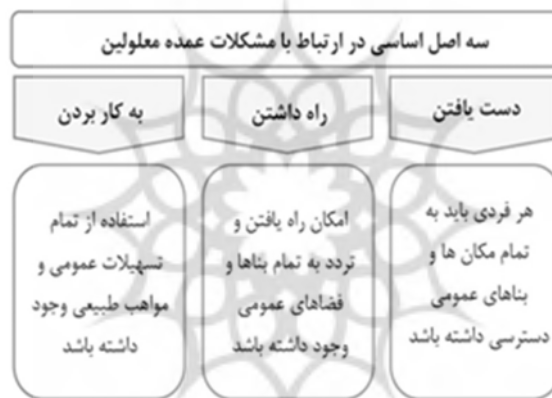 سه اصل اساسی در ارتباط با مشکلات عمده معلولین
دست یافتن
راه داشتن
به کار بردن
هر فردی باید به
تمام مکان ها و
بناهای عمومی
دسترسی داشته باشد
امکان راه یافتن و
تردد به تمام بناها و
فضاهای عمومی
وجود داشته باشد
استفاده از تمام
تسهیلات عمومی و
مواهب طبیعی وجود
داشته باشد